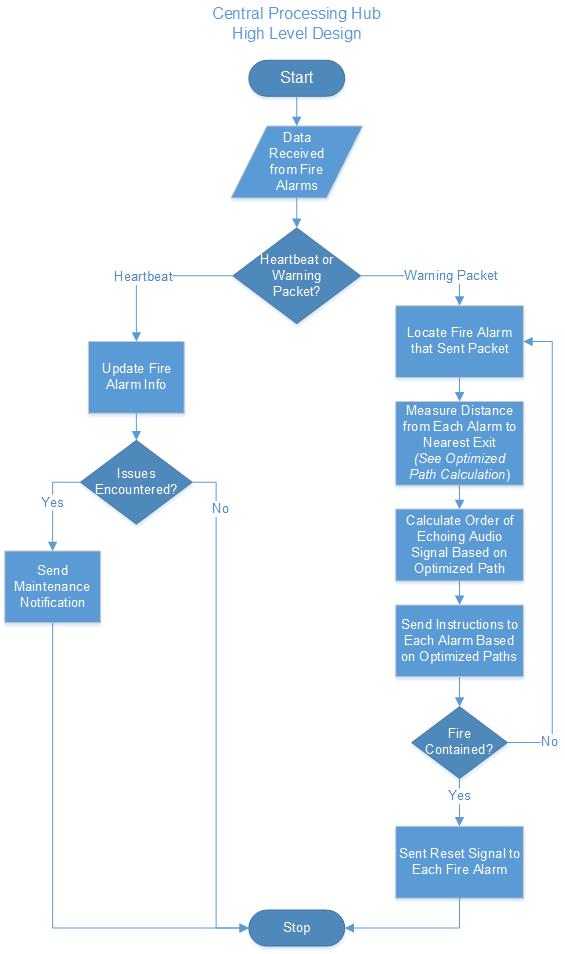 Central Processing Hub
High Level Design
Start
Data
Received
from Fire
Alarms
Heartbeat or
Warning
Packet?
Heartbeat
Warning Packet
Update Fire
Alarm Info
Issues
Encountered?
Yes
No
Send
Maintenance
Notification
Locate Fire Alarm
that Sent Packet
Measure Distance
from Each Alarm to
Nearest Exit
(See Optimized
Path Calculation)
Calculate Order of
Echoing Audio
Signal Based on
Optimized Path
Send Instructions to
Each Alarm Based
on Optimized Paths
Fire
Contained?
No
Yes
Sent Reset Signal to
Each Fire Alarm
Stop